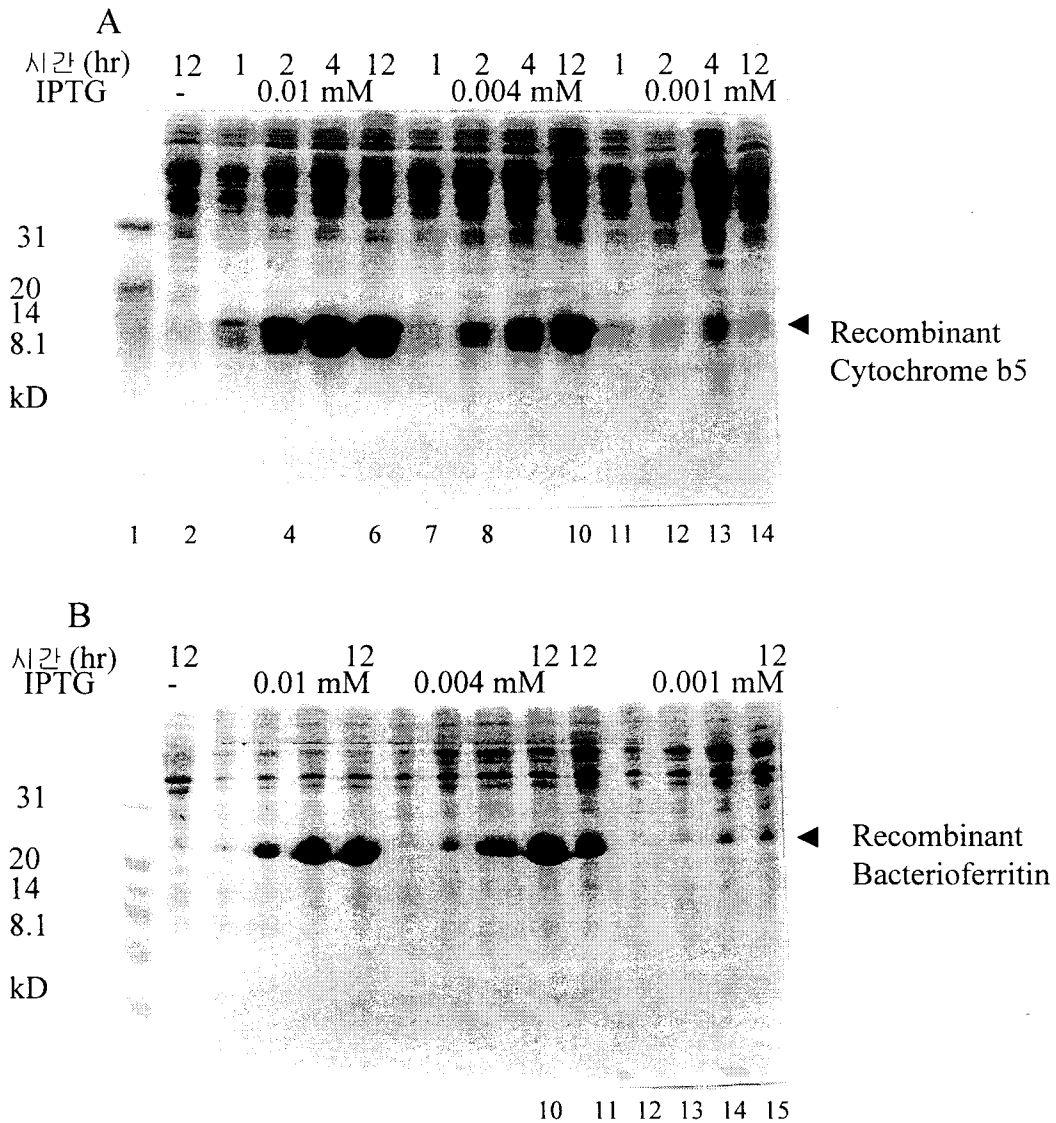 A
시간 (hr) 12 1 2 4 12 1 2 4 12 1 2 4 12
IPTG - 0.01 mM 0.004 mM 0.001 mM
31
20
14
8.1
kD
Recombinant
Cytochrome b5
1 2 4 6 7 8 10 11 12 13 14
B
시간 (hr) 12 12 12 12 12
IPTG - 0.01 mM 0.004 mM 0.001 mM
31
20
14
8.1
kD
Recombinant
Bacterioferritin
10 11 12 13 14 15